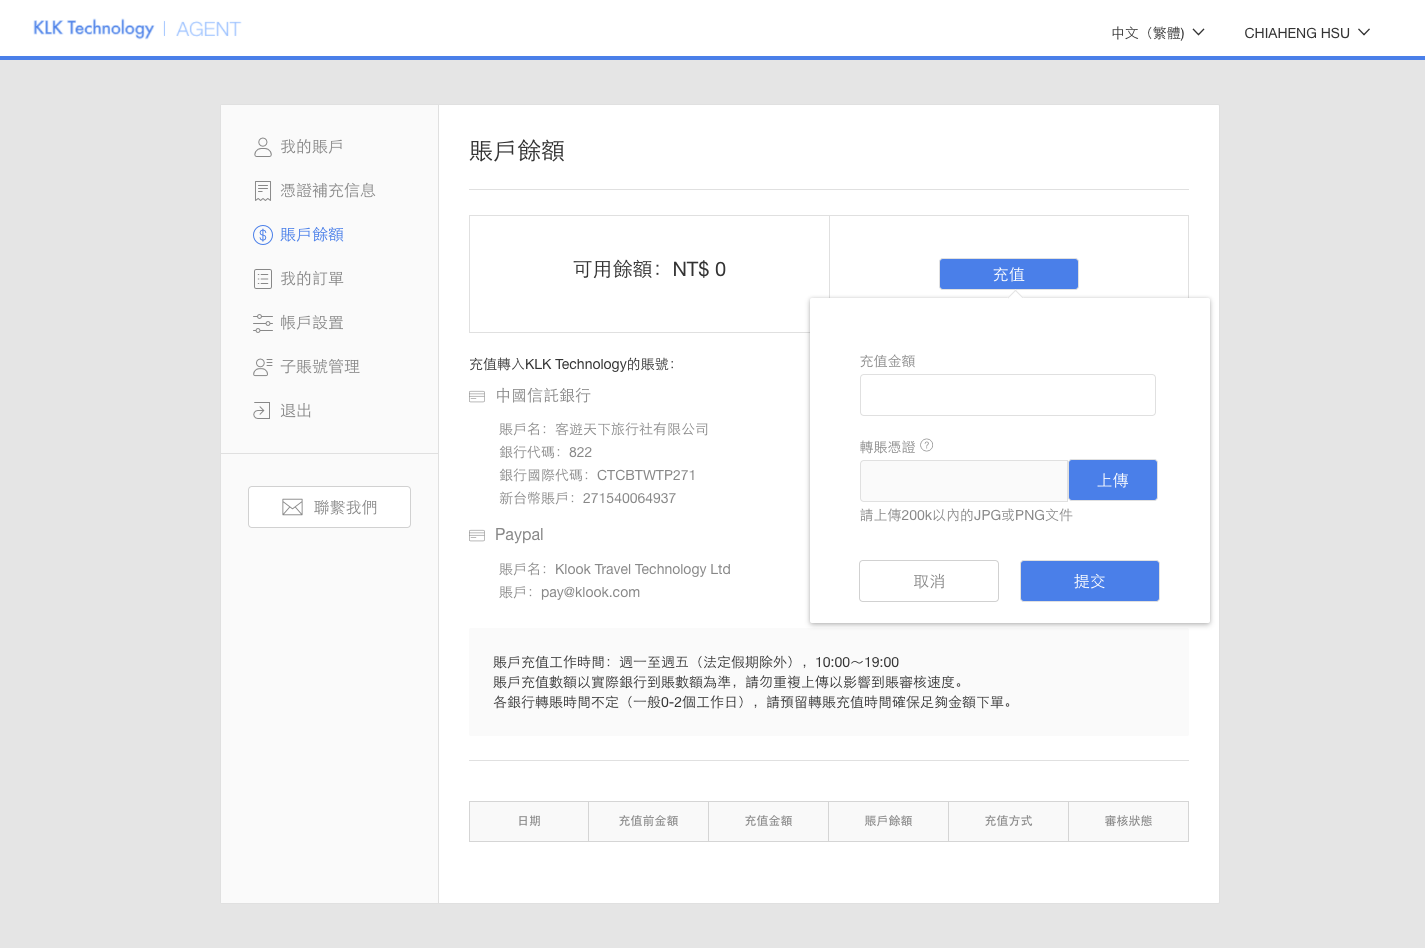 KLK Technology | AGENT
中文（繁體)
CHIAHENG HSU
我的賬戶
憑證補充信息
賬戶餘額
我的訂單
帳戶設置
子賬號管理
退出
聯繫我們
賬戶餘額
可用餘額：NT$ 0
充值
充值轉入KLK Technology的賬號：
中國信託銀行
賬戶名：客遊天下旅行社有限公司
銀行代碼：822
銀行國際代碼：CTCBTWTP271
新台幣賬戶：271540064937
Paypal
賬戶名：Klook Travel Technology Ltd
賬戶：pay@klook.com
充值金額
轉賬憑證 ?
上傳
請上傳200k以內的JPG或PNG文件
取消
提交
賬戶充值工作時間：週一至週五（法定假期除外），10:00～19:00
賬戶充值數額以實際銀行到賬數額為準，請勿重複上傳以影響到賬審核速度。
各銀行轉賬時間不定（一般0-2個工作日），請預留轉賬充值時間確保足夠金額下單。
日期
充值前金額
充值金額
賬戶餘額
充值方式
審核狀態